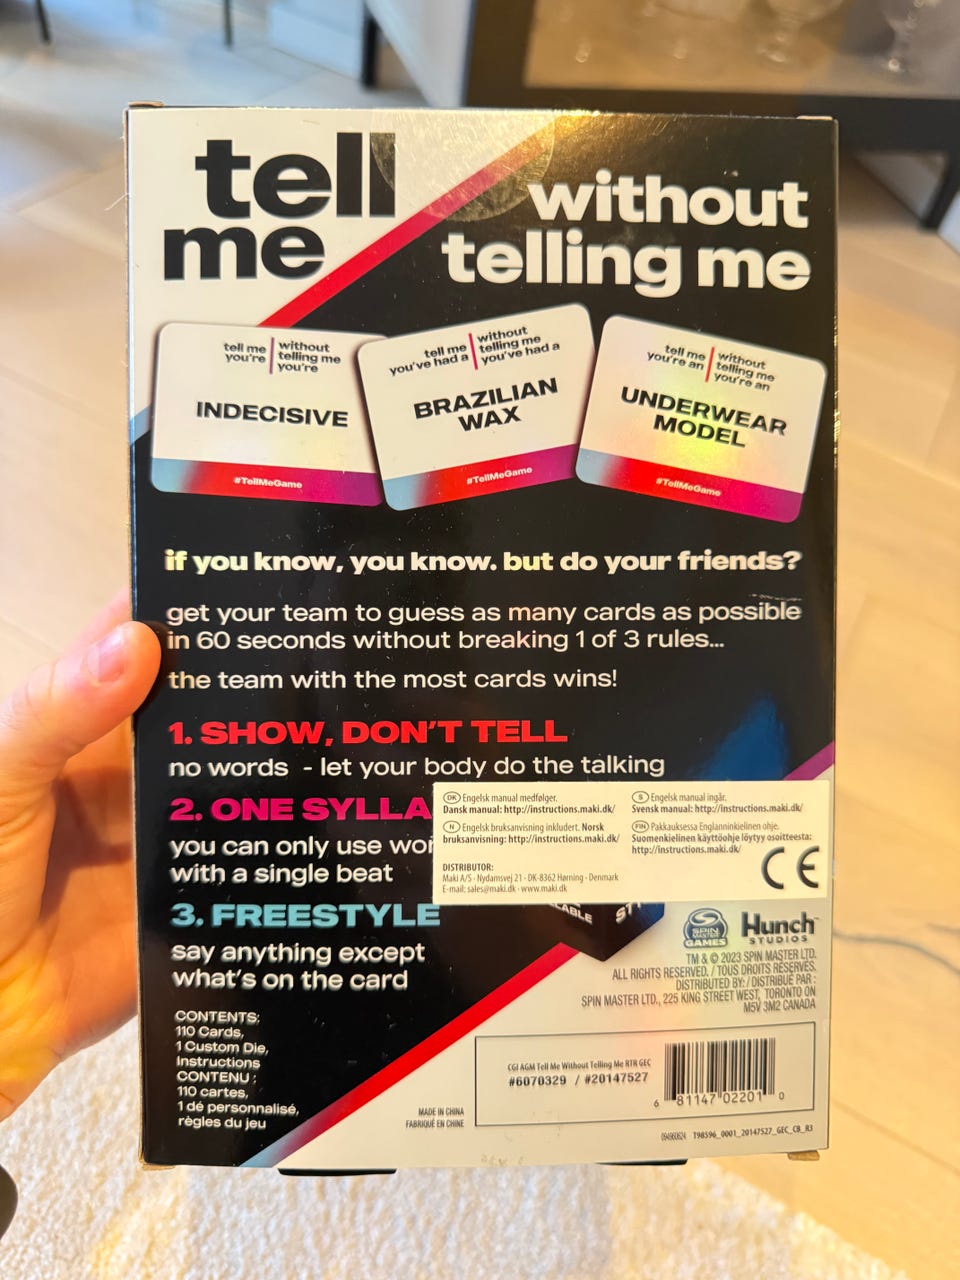 tell
me
without
telling me
tell me
you're
without
telling me
you're
INDECISIVE
#TellMeGame
tell me
you've had a
without
telling me
you've had a
BRAZILIAN
WAX
#TellMeGame
tell me
you're an
without
telling me
you're an
UNDERWEAR
MODEL
#TellMeGame
if you know, you know. but do your friends?
get your team to guess as many cards as possible
in 60 seconds without breaking 1 of 3 rules...
the team with the most cards wins!
1. SHOW, DON'T TELL
no words - let your body do the talking
2. ONE SYLLA
you can only use wor
with a single beat
3. FREESTYLE
say anything except
what's on the card
DK Engelsk manual medfølger.
Dansk manual: http://instructions.maki.dk/
N Engelsk bruksanvisning inkludert. Norsk
bruksanvisning: http://instructions.maki.dk/
S Engelsk manual ingår.
Svensk manual: http://instructions.maki.dk/
FIN Pakkauksessa Englanninkielinen ohje.
Suomenkielinen käyttöohje löytyy osoitteesta:
http://instructions.maki.dk/
DISTRIBUTOR:
Maki A/S · Nydamsvej 21 · DK-8362 Hørning · Denmark
E-mail: sales@maki.dk · www.maki.dk
CE
LABLE
ST
SPIN
MASTER
GAMES
Hunch™
STUDIOS
TM & © 2023 SPIN MASTER LTD.
ALL RIGHTS RESERVED. / TOUS DROITS RÉSERVÉS.
DISTRIBUTED BY: / DISTRIBUÉ PAR :
SPIN MASTER LTD., 225 KING STREET WEST, TORONTO ON
M5V 3M2 CANADA
CONTENTS:
110 Cards,
1 Custom Die,
Instructions
CONTENU :
110 cartes,
1 dé personnalisé,
règles du jeu
MADE IN CHINA
FABRIQUÉ EN CHINE
CGI AGM Tell Me Without Telling Me RTR GEC
#6070329 / #20147527
6 81147 02201 0
T98596_0001_20147527_GEC_CB_R3